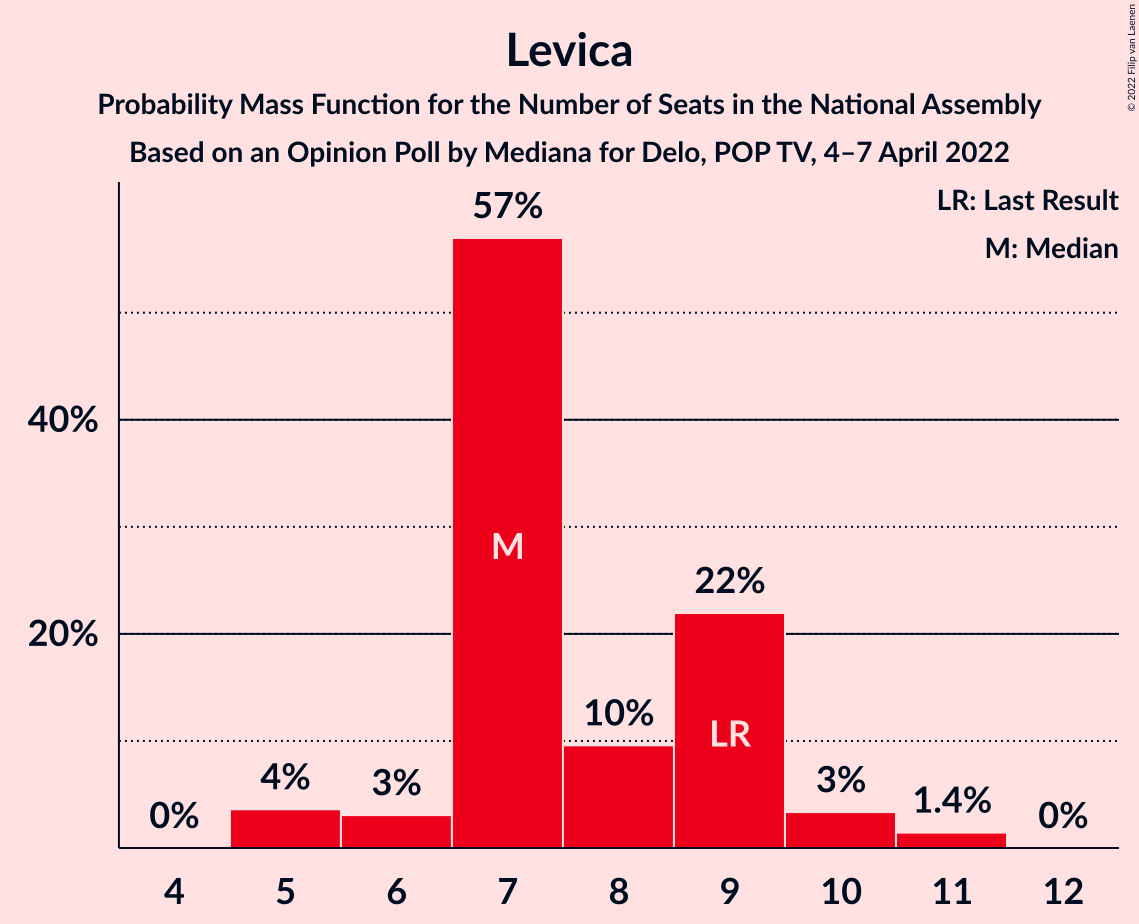 Levica
Probability Mass Function for the Number of Seats in the National Assembly
Based on an Opinion Poll by Mediana for Delo, POP TV, 4–7 April 2022
© 2022 Filip van Laenen
LR: Last Result
M: Median
40%
20%
0%
4%
3%
57%
M
10%
22%
LR
3%
1.4%
0%
4 5 6 7 8 9 10 11 12